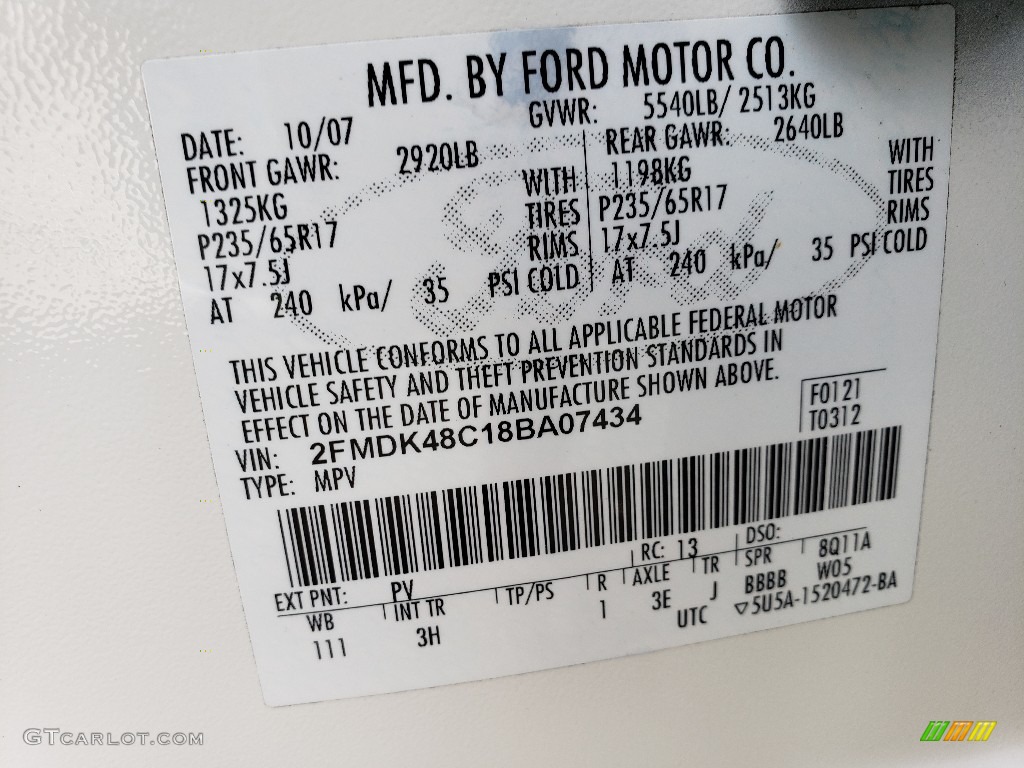 MFD. BY FORD MOTOR CO.
DATE: 10/07 GVWR: 5540LB/ 2513KG
FRONT GAWR: 2920LB REAR GAWR: 2640LB
1325KG WITH 1198KG WITH
P235/65R17 TIRES P235/65R17 TIRES
17x7.5J RIMS 17x7.5J RIMS
AT 240 kPa/ 35 PSI COLD AT 240 kPa/ 35 PSI COLD
Ford
THIS VEHICLE CONFORMS TO ALL APPLICABLE FEDERAL MOTOR
VEHICLE SAFETY AND THEFT PREVENTION STANDARDS IN
EFFECT ON THE DATE OF MANUFACTURE SHOWN ABOVE.
VIN: 2FMDK48C18BA07434 F0121
TYPE: MPV T0312
EXT PNT: PV RC: 13 DSO:
WB INT TR TP/PS R AXLE TR SPR 8Q11A
111 3H 1 3E J BBBB W05
UTC ▽5U5A-1520472-BA
GTcarlot.com